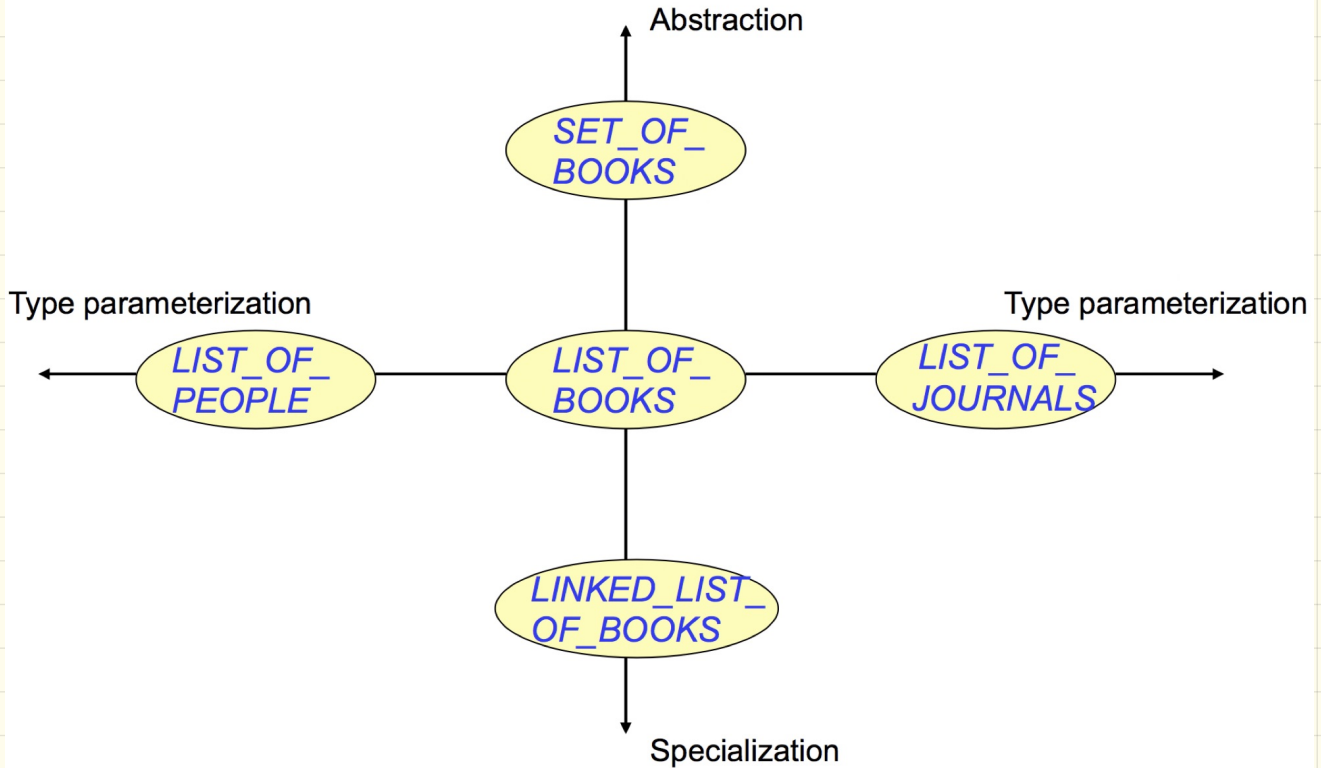 Abstraction
SET_OF_
BOOKS
Type parameterization
Type parameterization
LIST_OF_
PEOPLE
LIST_OF_
BOOKS
LIST_OF_
JOURNALS
LINKED_LIST_
OF_BOOKS
Specialization